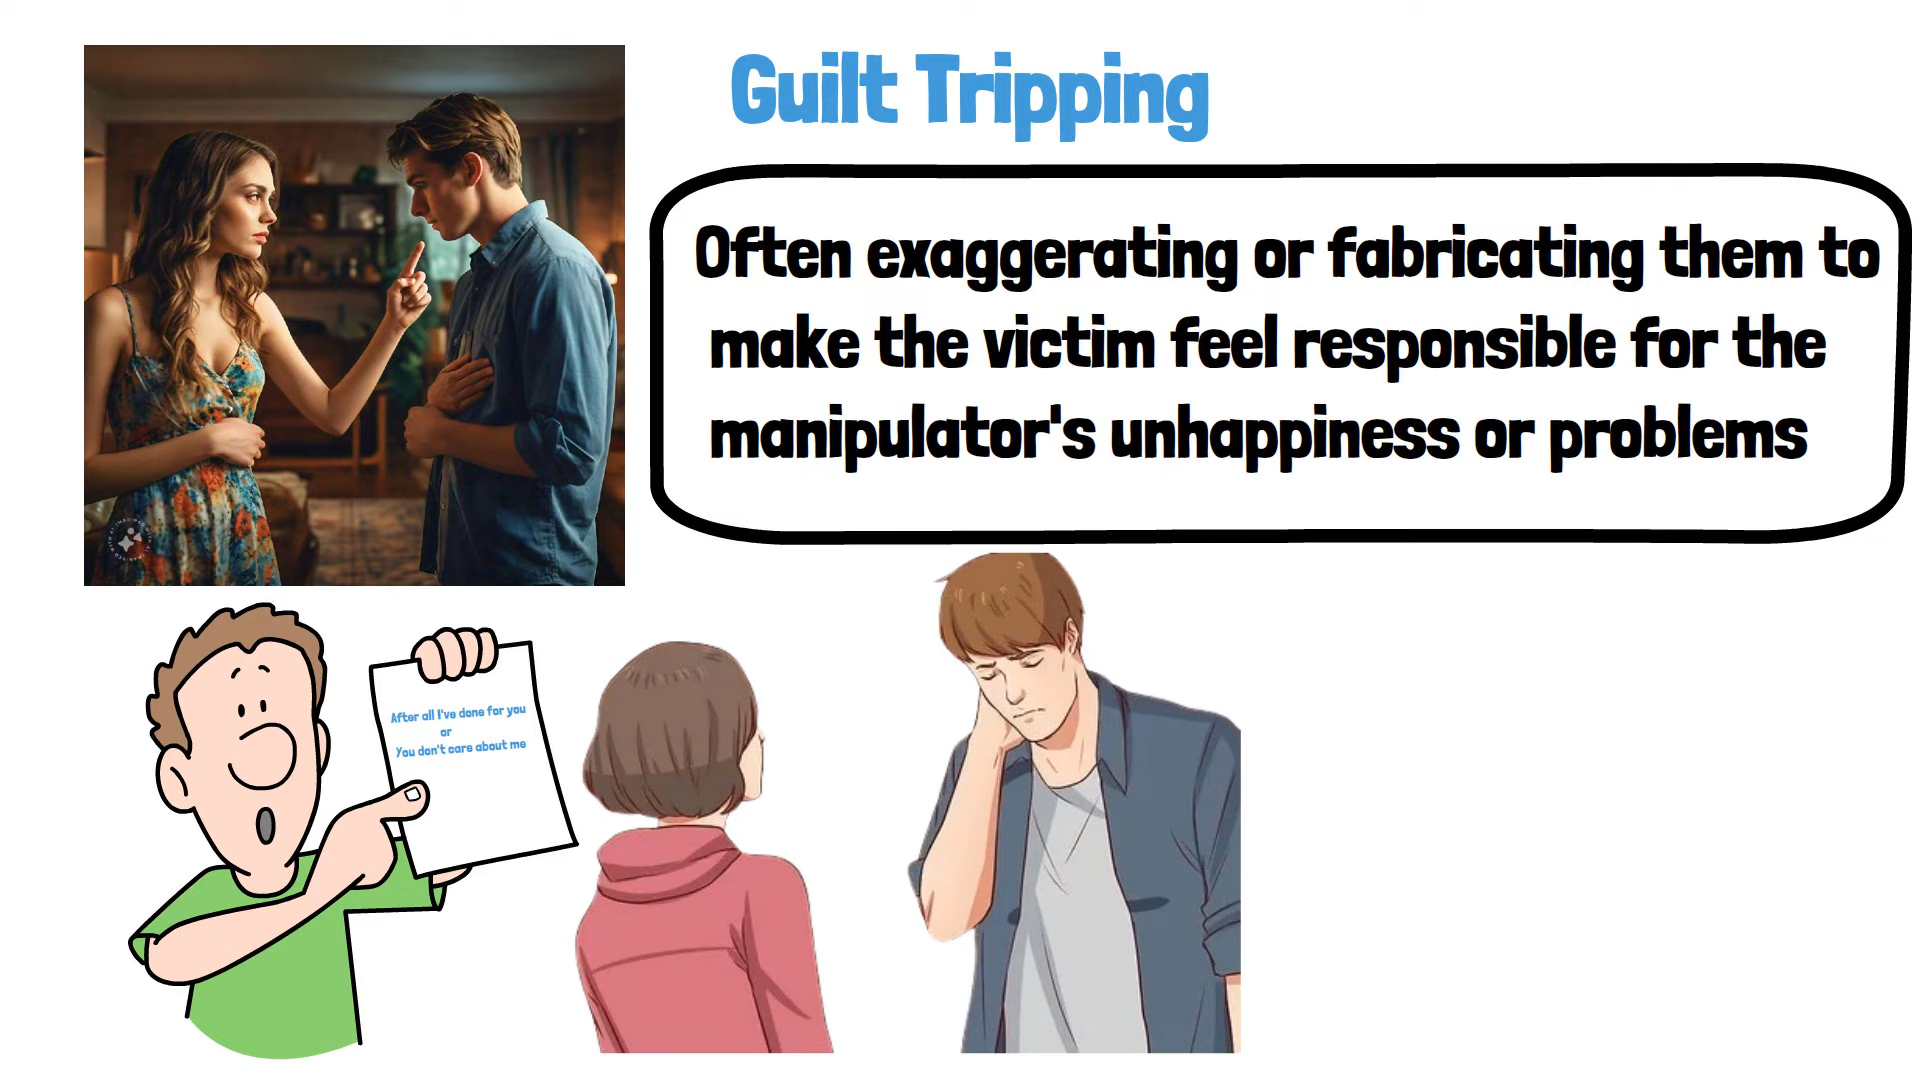 Guilt Tripping
Often exaggerating or fabricating them to
make the victim feel responsible for the
manipulator's unhappiness or problems
After all I've done for you
or
You don't care about me